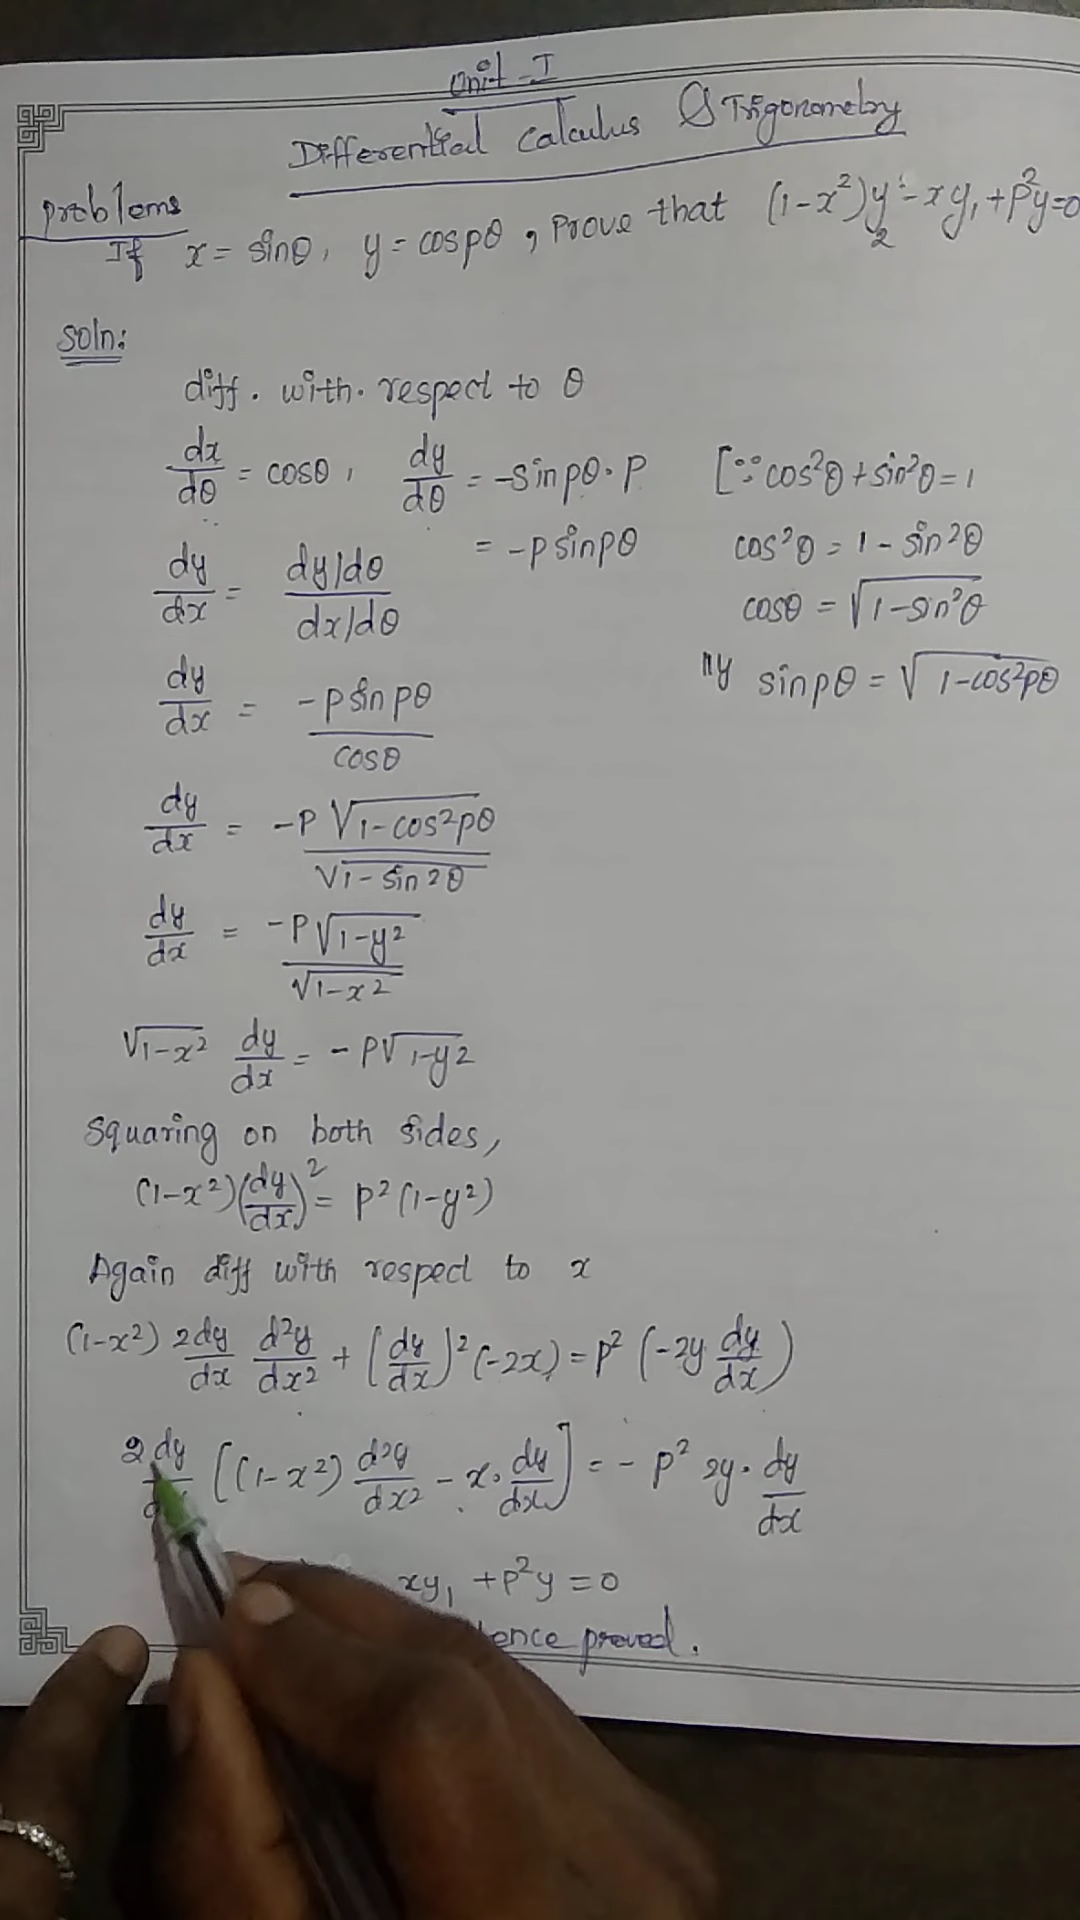 Unit - I
Differential Calculus & Trigonometry
Problems
If x = sinθ, y = cospθ, Prove that (1-x²)y₂ - xy₁ + p²y = 0
Soln:
diff. with. respect to θ
dx/dθ = cosθ, dy/dθ = -sinpθ·P [∵ cos²θ + sin²θ = 1
= -psinpθ cos²θ = 1 - sin²θ
dy/dx = dy/dθ / dx/dθ cosθ = √1-sin²θ
dy/dx = -psinpθ / cosθ llly sinpθ = √1-cos²pθ
dy/dx = -P√1-cos²pθ / √1-sin²θ
dy/dx = -P√1-y² / √1-x²
√1-x² dy/dx = -P√1-y²
Squaring on both sides,
(1-x²)(dy/dx)² = p²(1-y²)
Again diff with respect to x
(1-x²) 2dy/dx d²y/dx² + (dy/dx)² (-2x) = p² (-2y dy/dx)
2 dy/dx [(1-x²) d²y/dx² - x· dy/dx] = - p² 2y· dy/dx
xy₁ + p²y = 0
ence proved.